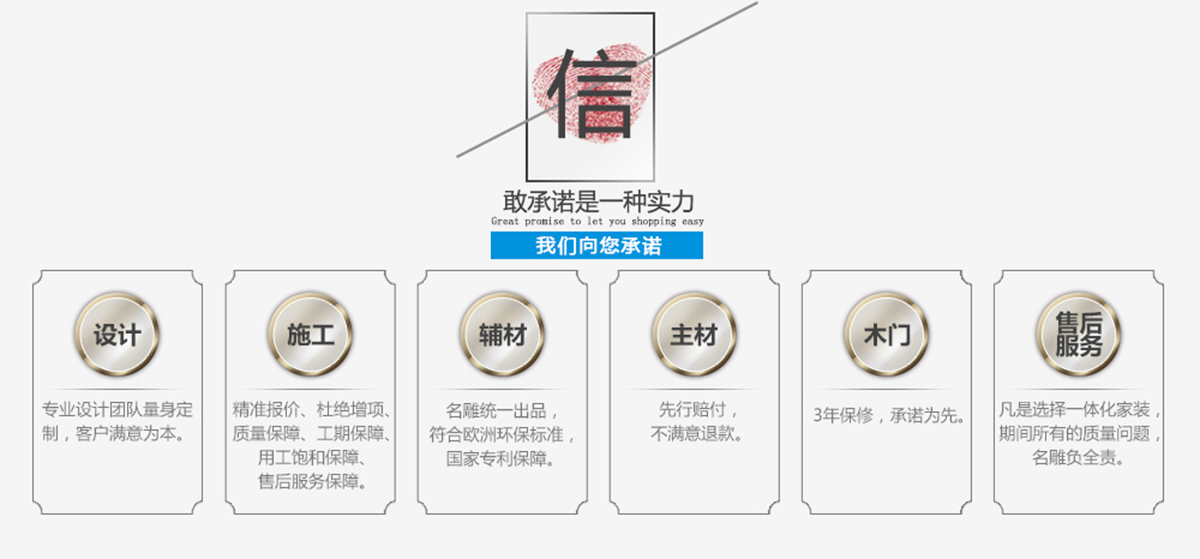 信
敢承诺是一种实力
Great promise to let you shopping easy
我们向您承诺
设计
专业设计团队量身定
制，客户满意为本。
施工
精准报价、杜绝增项、
质量保障、工期保障、
用工饱和保障、
售后服务保障。
辅材
名雕统一出品，
符合欧洲环保标准，
国家专利保障。
主材
先行赔付，
不满意退款。
木门
3年保修，承诺为先。
售后
服务
凡是选择一体化家装，
期间所有的质量问题，
名雕负全责。